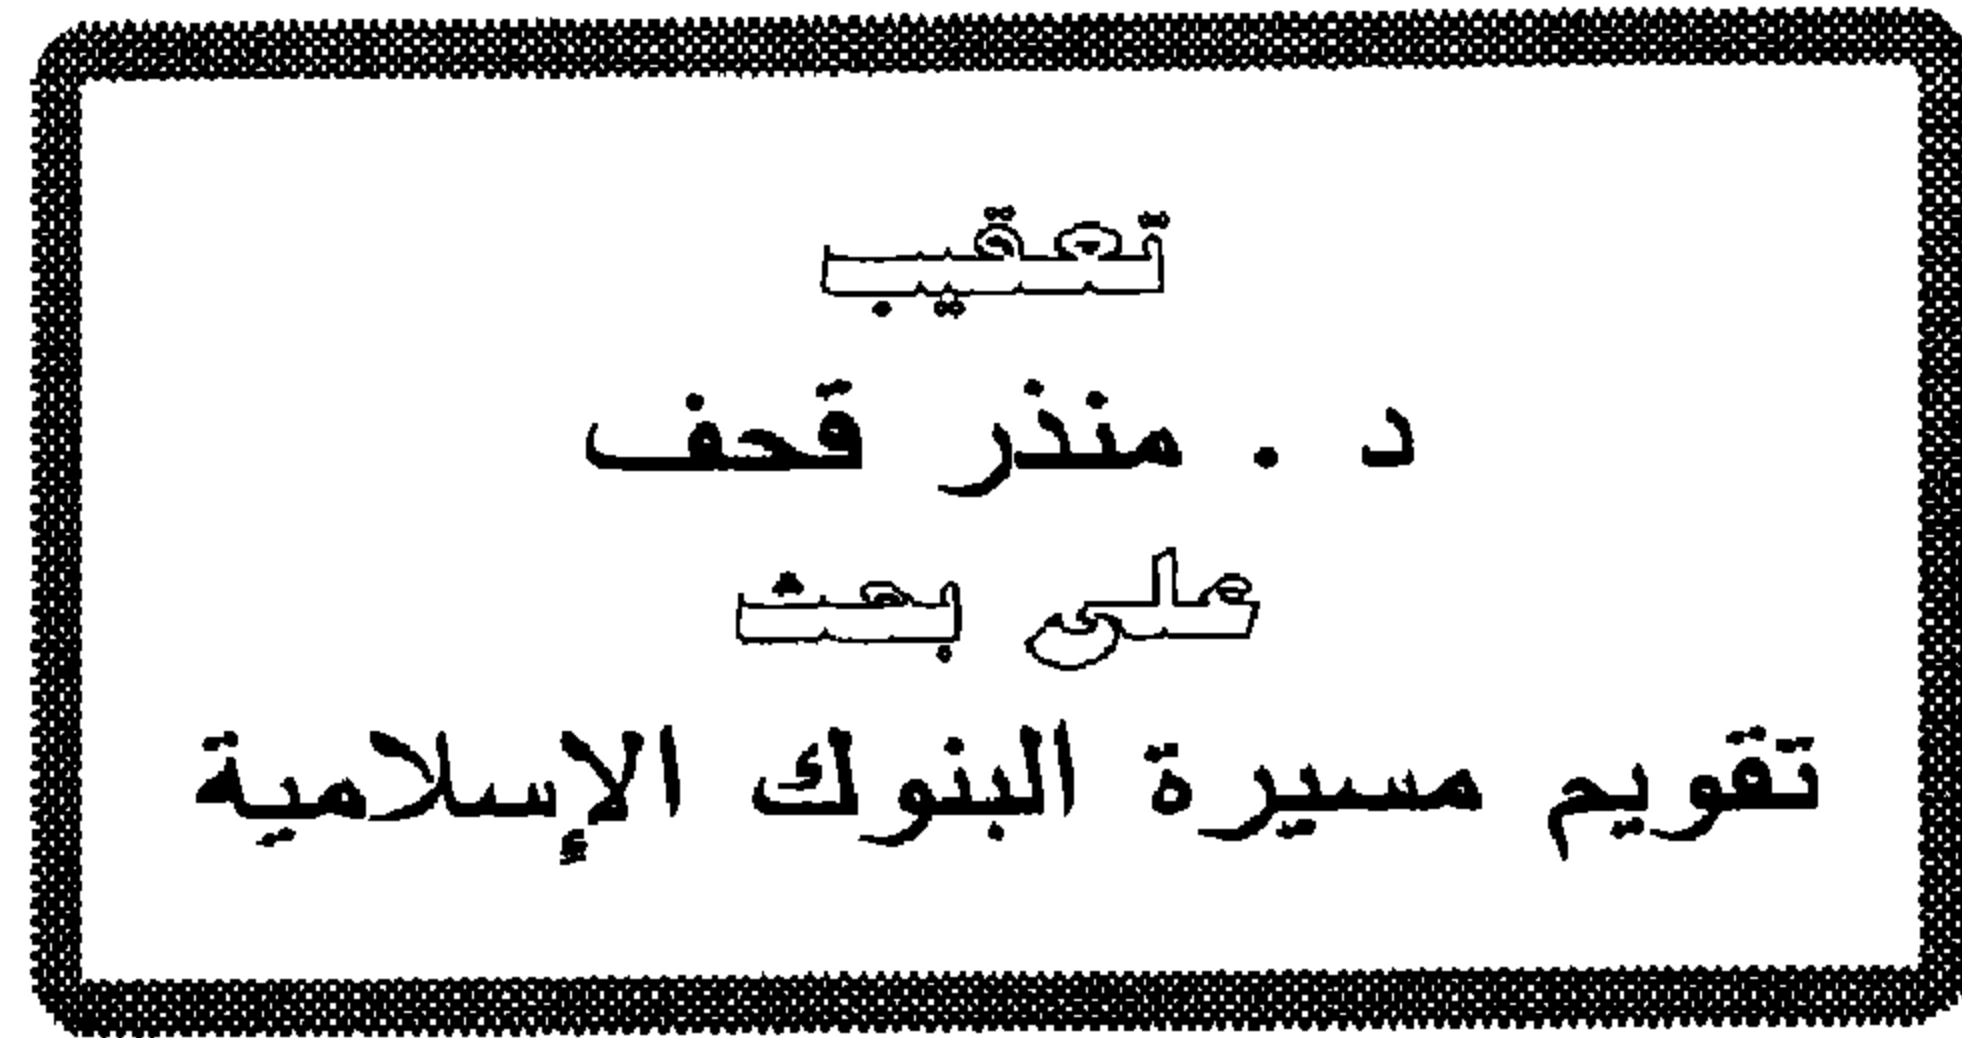 تعقيب
د . منذر قحف
على بحث
تقويم مسيرة البنوك الإسلامية